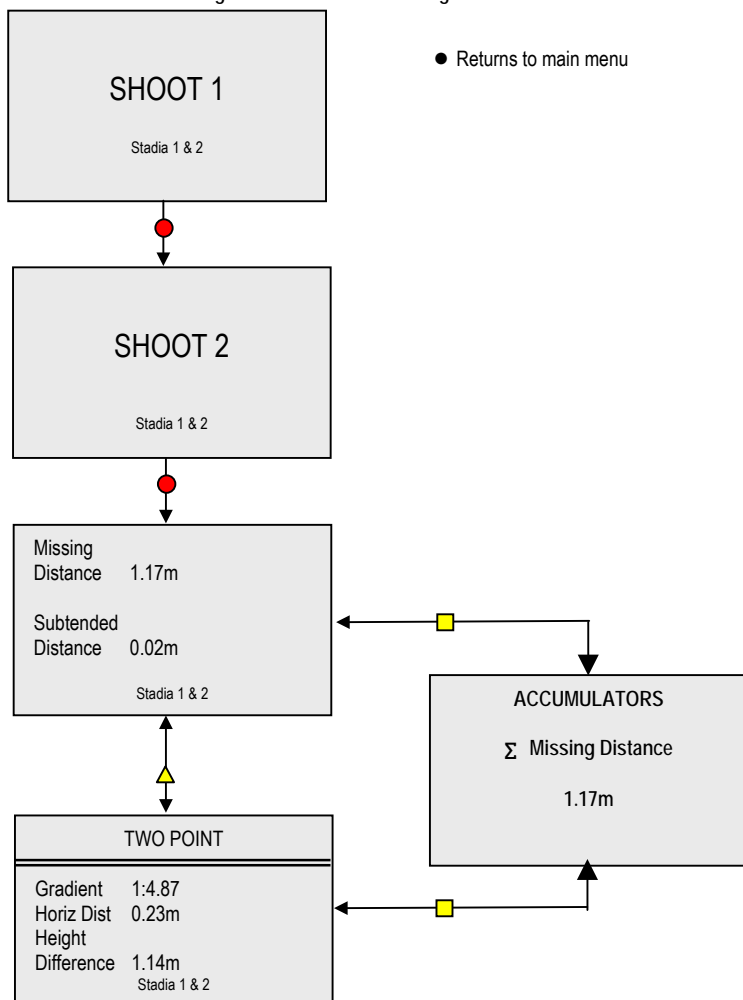 ● Returns to main menu
SHOOT 1
Stadia 1 & 2
SHOOT 2
Stadia 1 & 2
Missing
Distance 1.17m
Subtended
Distance 0.02m
Stadia 1 & 2
ACCUMULATORS
Σ Missing Distance
1.17m
TWO POINT
Gradient 1:4.87
Horiz Dist 0.23m
Height
Difference 1.14m
Stadia 1 & 2